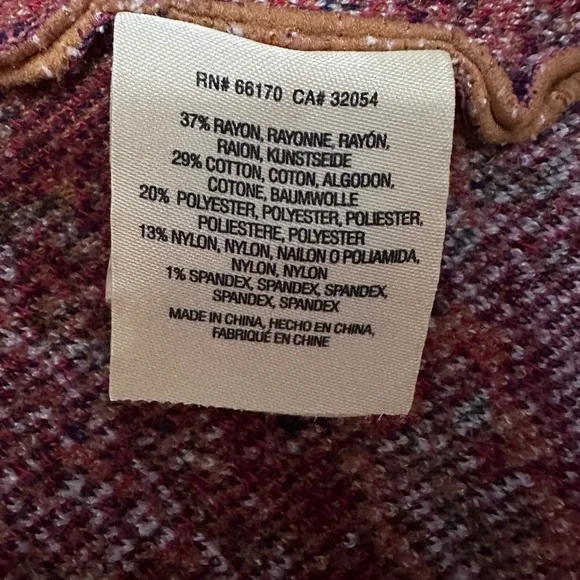 RN# 66170 CA# 32054
37% RAYON, RAYONNE, RAYÓN,
RAION, KUNSTSEIDE
29% COTTON, COTON, ALGODON,
COTONE, BAUMWOLLE
20% POLYESTER, POLYESTER, POLIESTER,
POLIESTERE, POLYESTER
13% NYLON, NYLON, NAILON O POLIAMIDA,
NYLON, NYLON
1% SPANDEX, SPANDEX, SPANDEX,
SPANDEX, SPANDEX
MADE IN CHINA, HECHO EN CHINA,
FABRIQUÉ EN CHINE